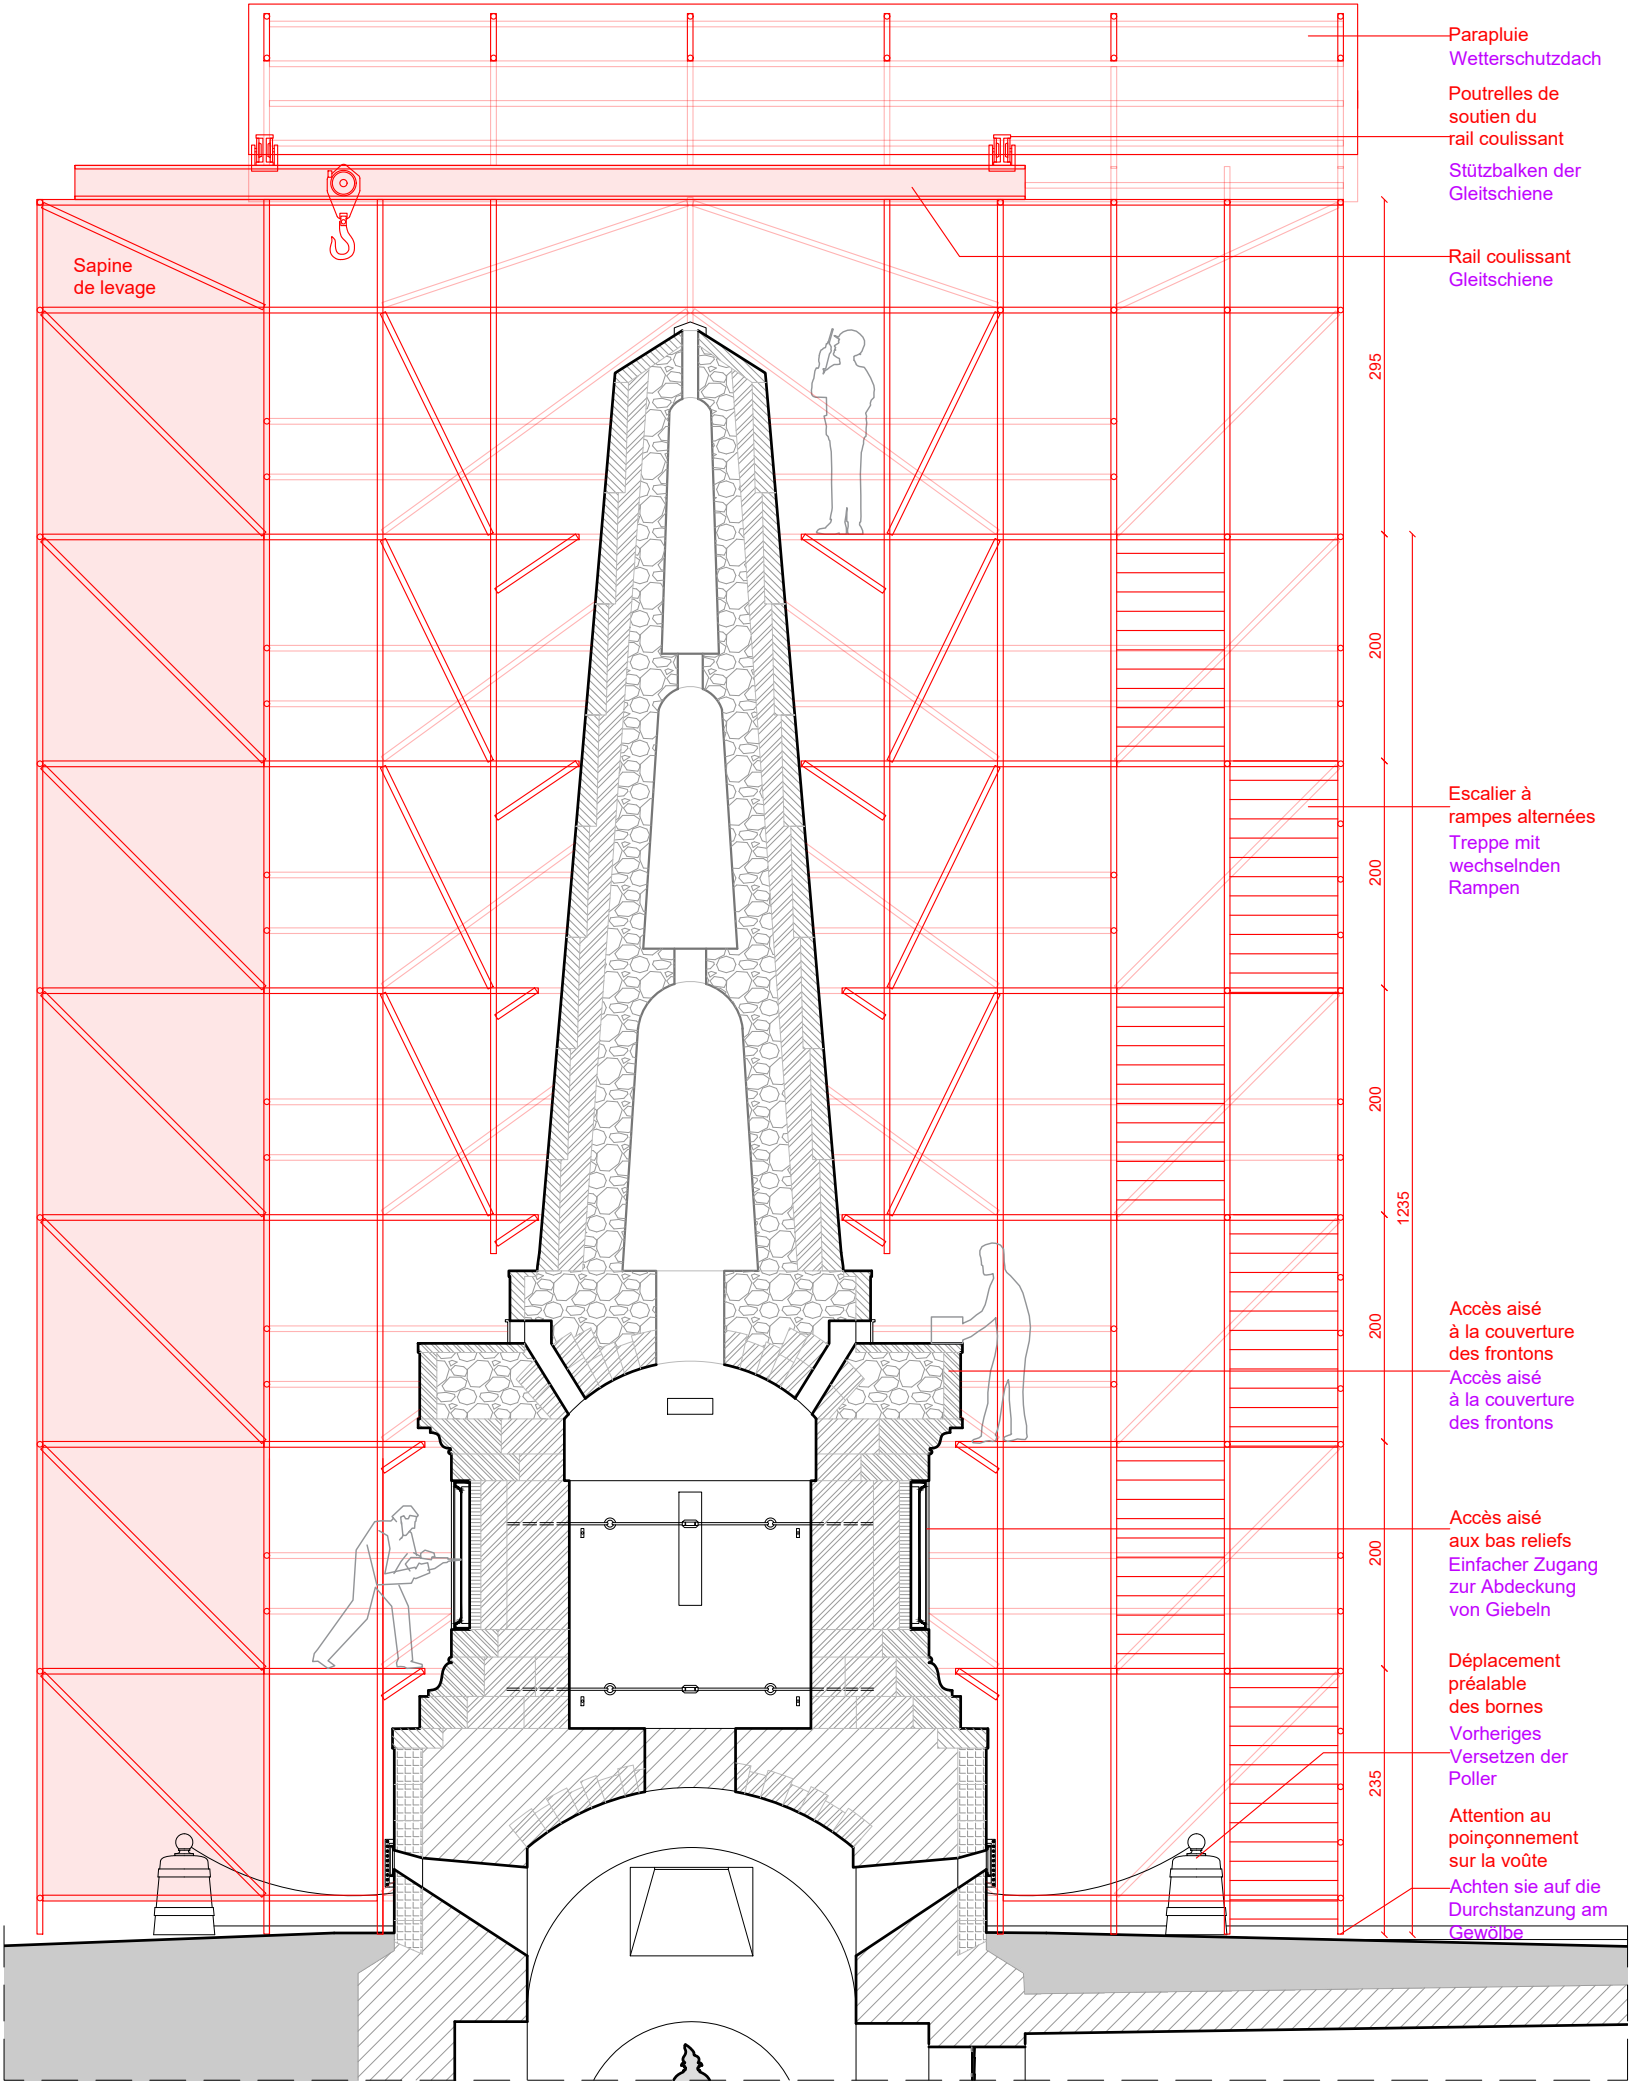 Parapluie
Wetterschutzdach
Poutrelles de
soutien du
rail coulissant
Stützbalken der
Gleitschiene
Rail coulissant
Gleitschiene
Sapine
de levage
295
200
200
Escalier à
rampes alternées
Treppe mit
wechselnden
Rampen
200
1235
200
Accès aisé
à la couverture
des frontons
Accès aisé
à la couverture
des frontons
200
Accès aisé
aux bas reliefs
Einfacher Zugang
zur Abdeckung
von Giebeln
Déplacement
préalable
des bornes
Vorheriges
Versetzen der
Poller
235
Attention au
poinçonnement
sur la voûte
Achten sie auf die
Durchstanzung am
Gewölbe